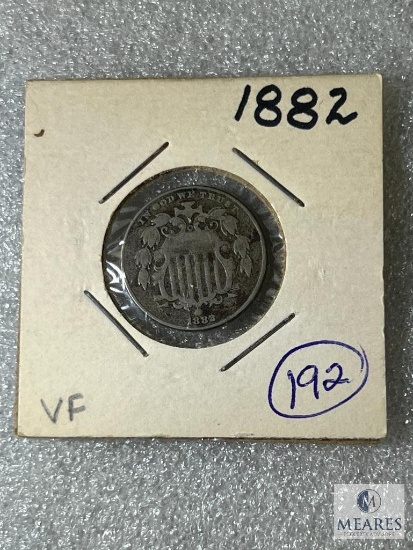 1882
IN GOD WE TRUST
1882
192
VF
M
MEARES